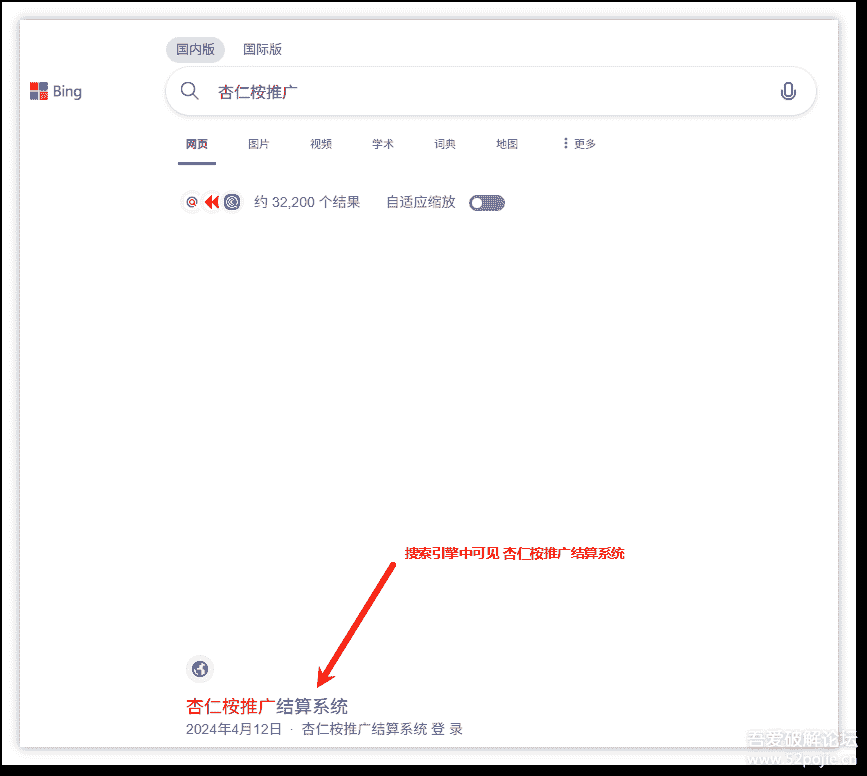 国内版 国际版
Bing
杏仁桉推广
网页 图片 视频 学术 词典 地图 更多
约 32,200 个结果 自适应缩放
搜索引擎中可见 杏仁桉推广结算系统
杏仁桉推广结算系统
2024年4月12日 · 杏仁桉推广结算系统 登 录
吾爱破解论坛
www.52pojie.cn